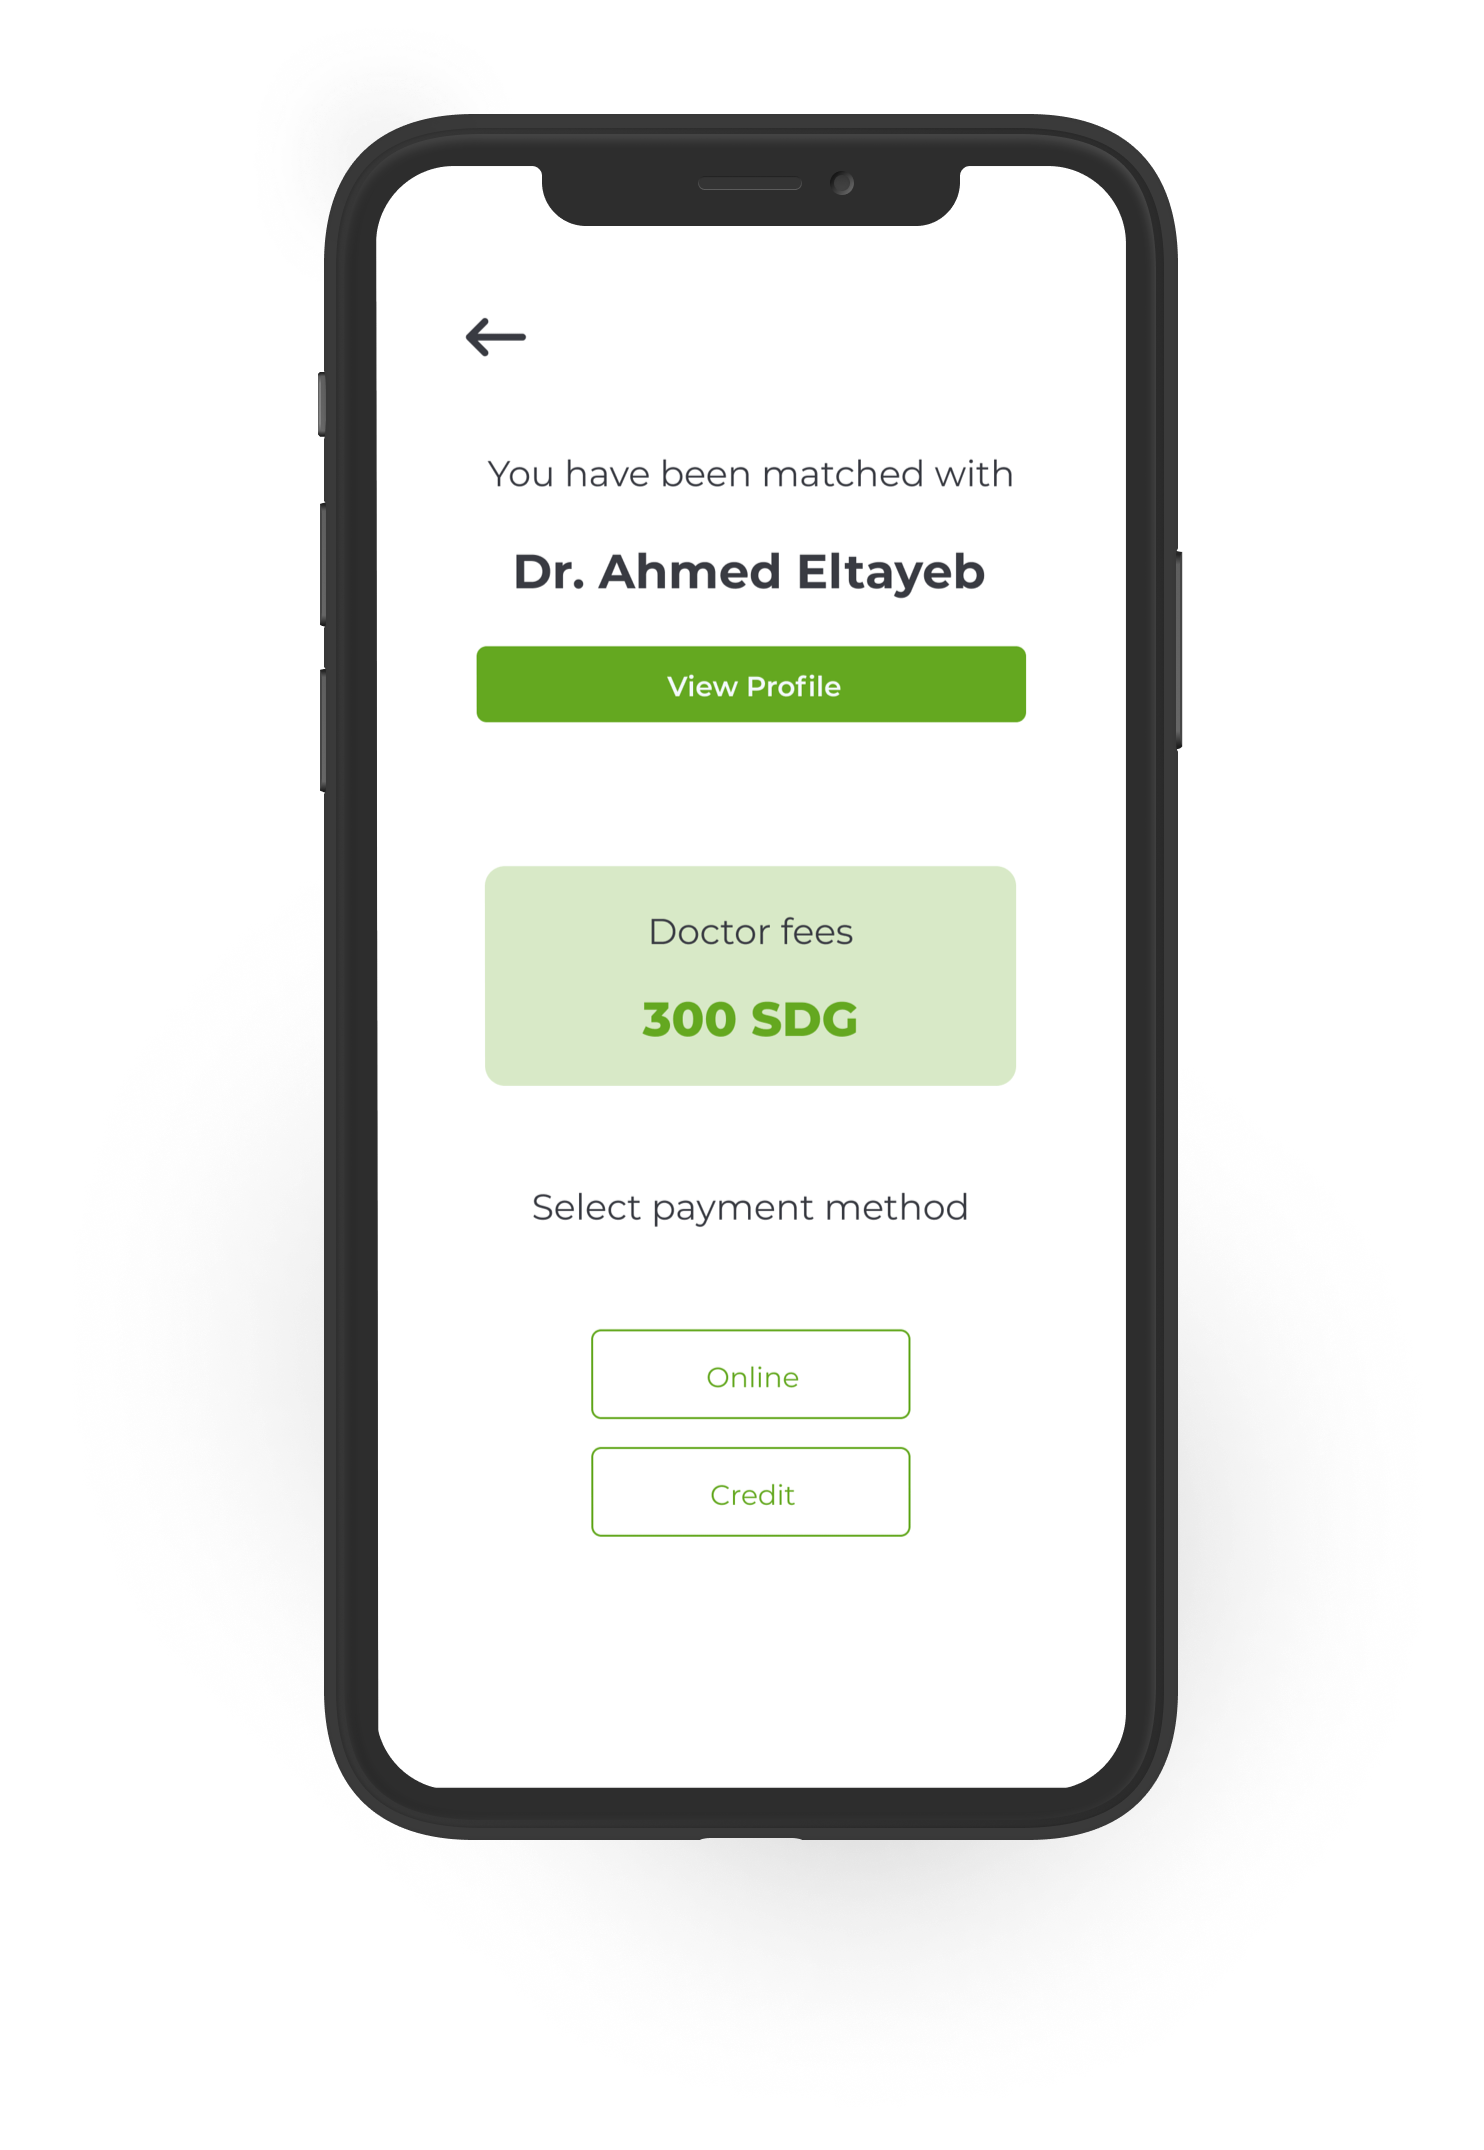 You have been matched with
Dr. Ahmed Eltayeb
View Profile
Doctor fees
300 SDG
Select payment method
Online
Credit